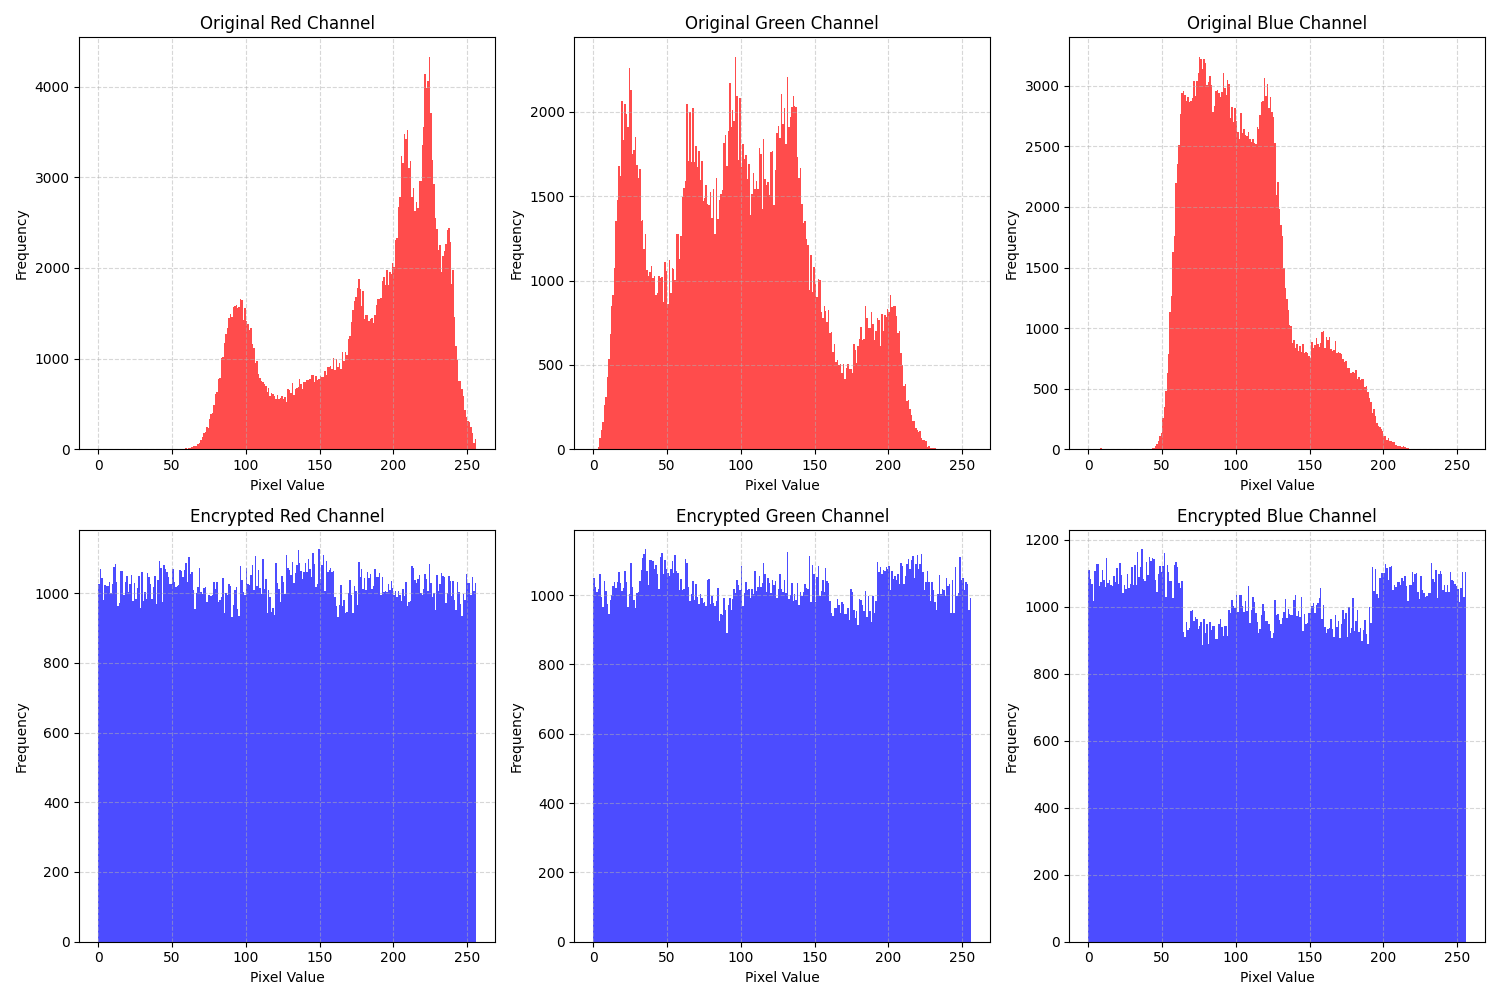 Original Red Channel
Original Green Channel
Original Blue Channel
Frequency
4000
3000
2000
1000
0
0 50 100 150 200 250
Pixel Value
Frequency
2000
1500
1000
500
0
0 50 100 150 200 250
Pixel Value
Frequency
3000
2500
2000
1500
1000
500
0
0 50 100 150 200 250
Pixel Value
Encrypted Red Channel
Encrypted Green Channel
Encrypted Blue Channel
Frequency
1000
800
600
400
200
0
0 50 100 150 200 250
Pixel Value
Frequency
1000
800
600
400
200
0
0 50 100 150 200 250
Pixel Value
Frequency
1200
1000
800
600
400
200
0
0 50 100 150 200 250
Pixel Value